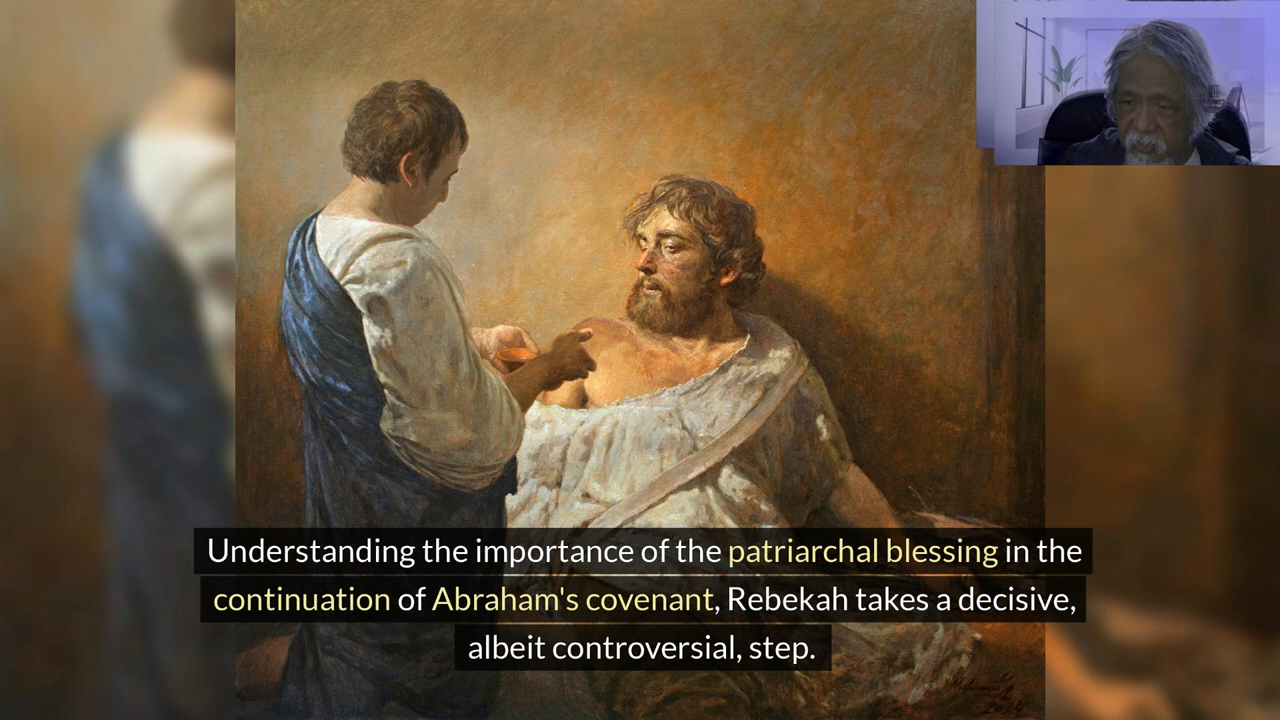 Understanding the importance of the patriarchal blessing in the
continuation of Abraham's covenant, Rebekah takes a decisive,
albeit controversial, step.